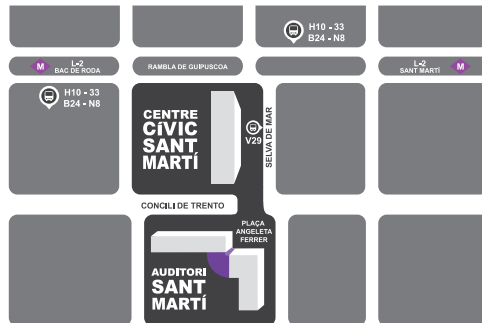 H10 - 33
B24 - N8
M
L-2
BAC DE RODA
RAMBLA DE GUIPUSCOA
L-2
SANT MARTÍ
M
H10 - 33
B24 - N8
CENTRE
CÍVIC
SANT
MARTÍ
V29
SELVA DE MAR
CONCILI DE TRENTO
PLAÇA
ANGELETA
FERRER
AUDITORI
SANT
MARTÍ